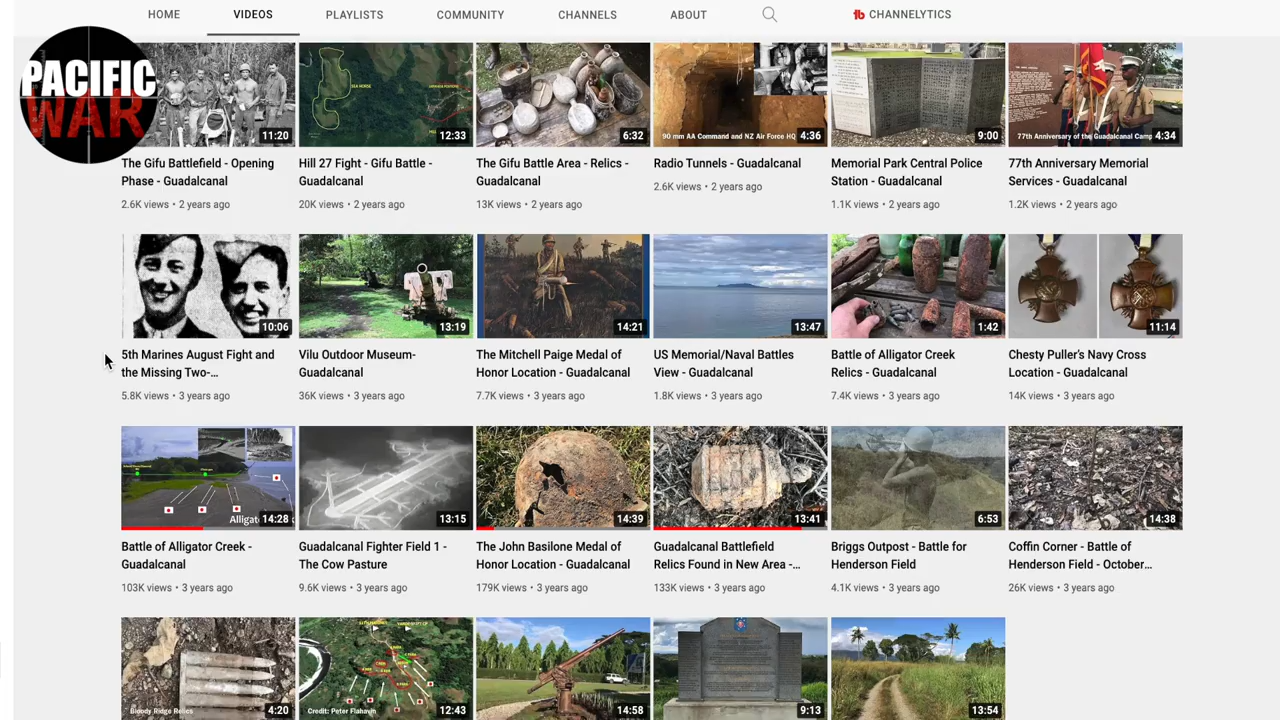 HOME
VIDEOS
PLAYLISTS
COMMUNITY
CHANNELS
ABOUT
CHANNELYTICS
PACIFIC
WAR
11:20
12:33
6:32
90 mm AA Command and NZ Air Force HQ
4:36
9:00
77th Anniversary of the Guadalcanal Camp
4:34
The Gifu Battlefield - Opening
Phase - Guadalcanal
2.6K views • 2 years ago
Hill 27 Fight - Gifu Battle -
Guadalcanal
20K views • 2 years ago
The Gifu Battle Area - Relics -
Guadalcanal
13K views • 2 years ago
Radio Tunnels - Guadalcanal
2.6K views • 2 years ago
Memorial Park Central Police
Station - Guadalcanal
1.1K views • 2 years ago
77th Anniversary Memorial
Services - Guadalcanal
1.2K views • 2 years ago
10:06
13:19
14:21
13:47
1:42
11:14
5th Marines August Fight and
the Missing Two-...
5.8K views • 3 years ago
Vilu Outdoor Museum-
Guadalcanal
36K views • 3 years ago
The Mitchell Paige Medal of
Honor Location - Guadalcanal
7.7K views • 3 years ago
US Memorial/Naval Battles
View - Guadalcanal
1.8K views • 3 years ago
Battle of Alligator Creek
Relics - Guadalcanal
7.4K views • 3 years ago
Chesty Puller's Navy Cross
Location - Guadalcanal
14K views • 3 years ago
Alligat
14:28
13:15
14:39
13:41
6:53
14:38
Battle of Alligator Creek -
Guadalcanal
103K views • 3 years ago
Guadalcanal Fighter Field 1 -
The Cow Pasture
9.6K views • 3 years ago
The John Basilone Medal of
Honor Location - Guadalcanal
179K views • 3 years ago
Guadalcanal Battlefield
Relics Found in New Area -...
133K views • 3 years ago
Briggs Outpost - Battle for
Henderson Field
4.1K views • 3 years ago
Coffin Corner - Battle of
Henderson Field - October...
26K views • 3 years ago
Bloody Ridge Relics
4:20
Credit: Peter Flahavin
12:43
14:58
9:13
13:54